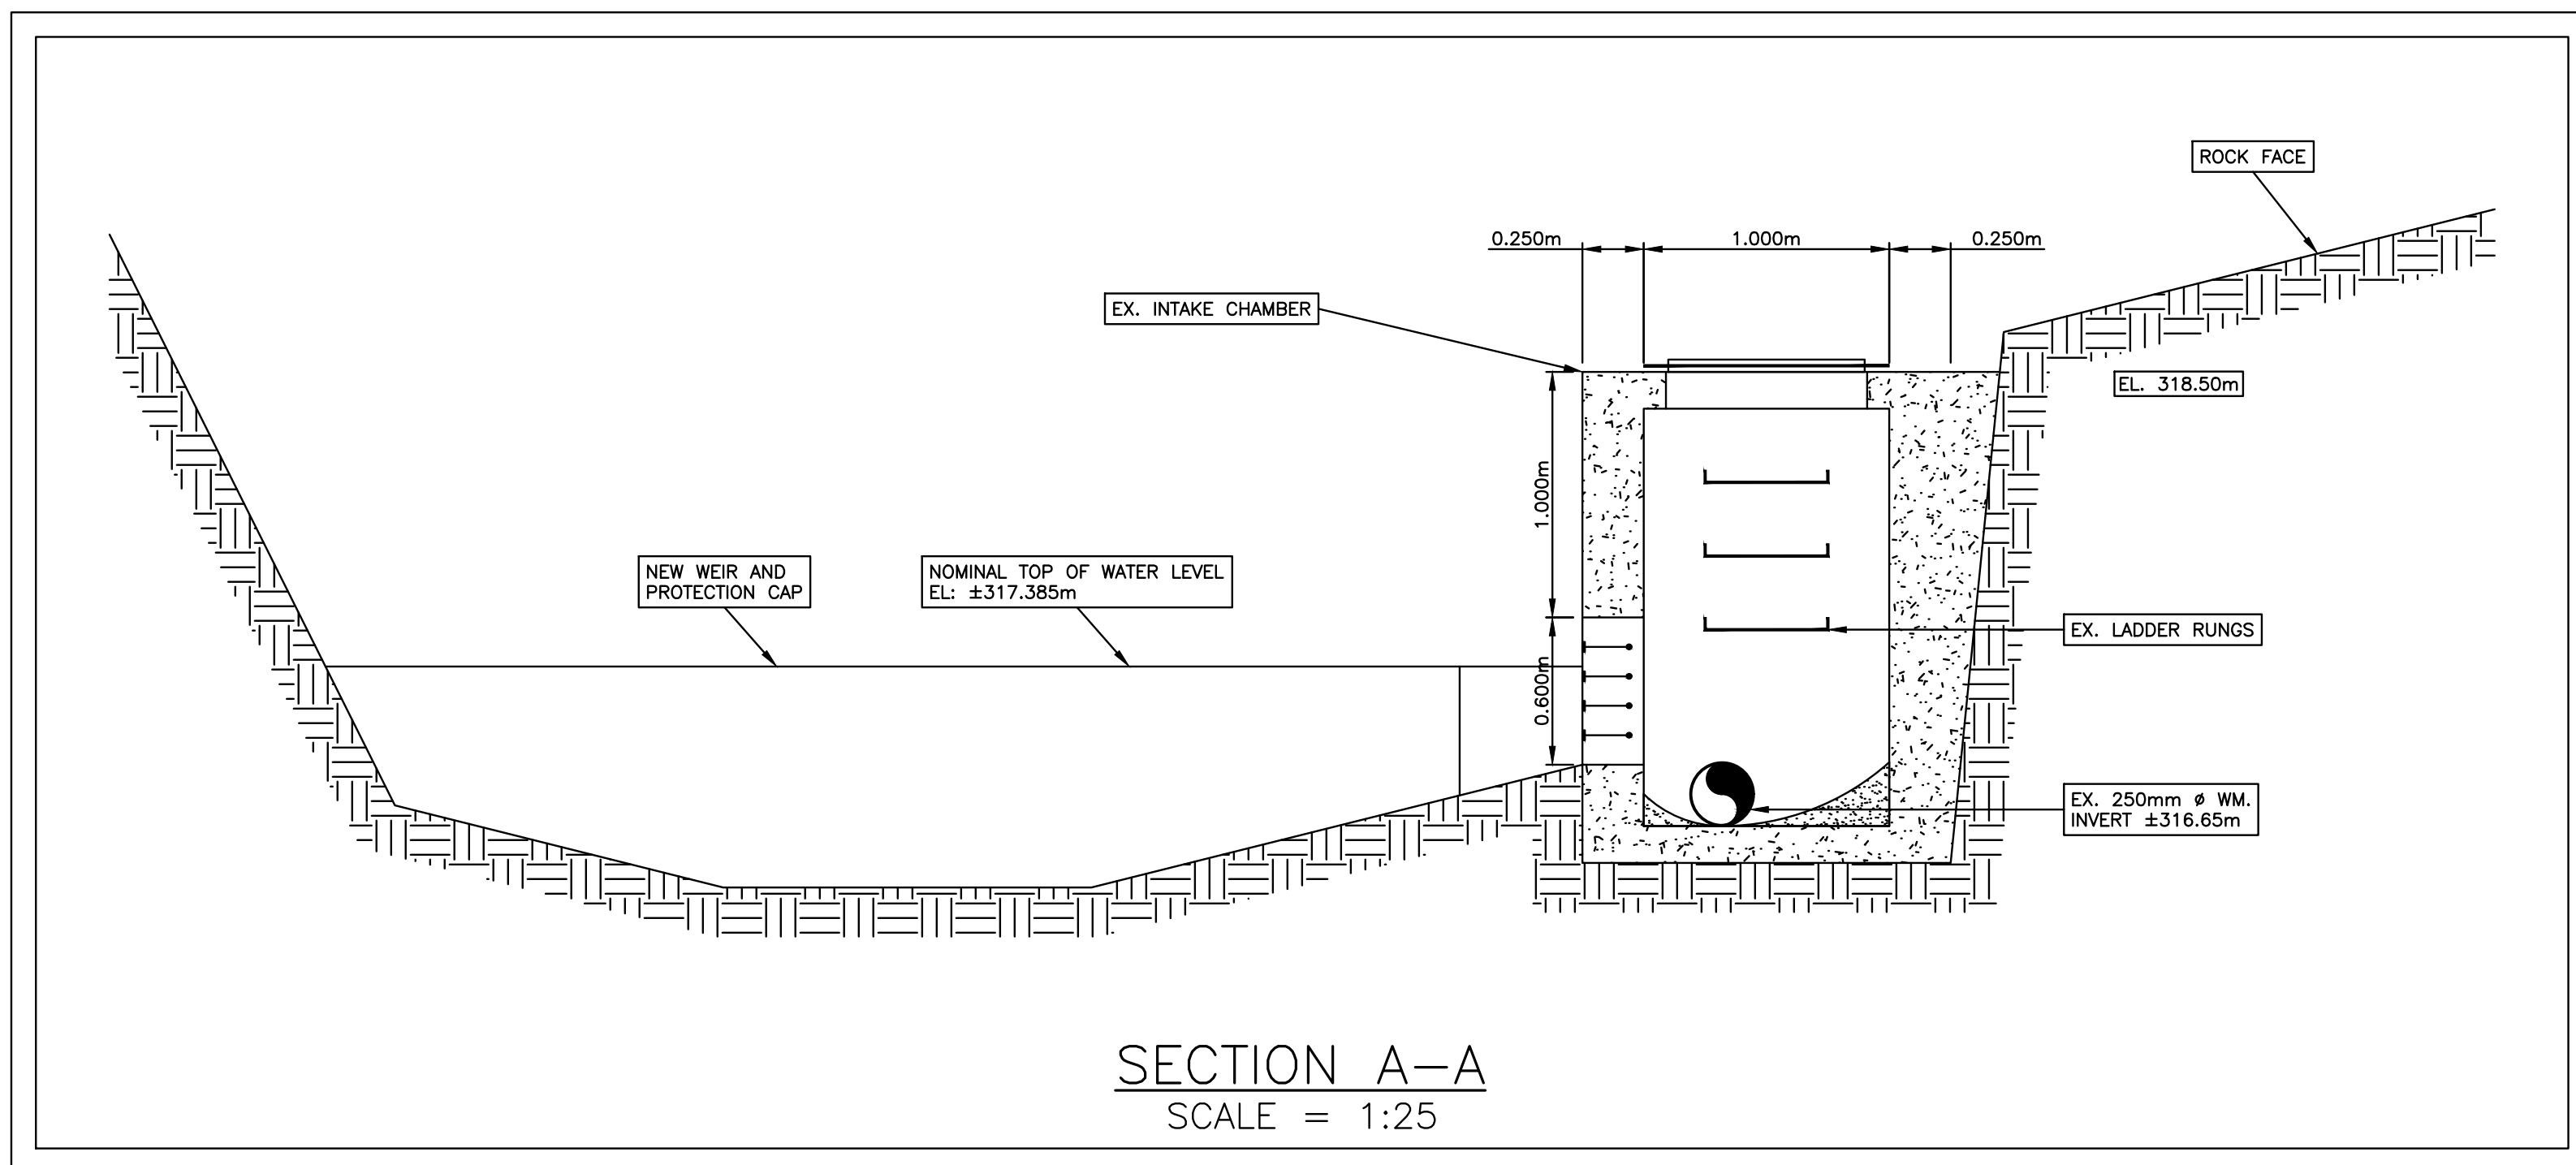 ROCK FACE
0.250m
1.000m
0.250m
EX. INTAKE CHAMBER
EL. 318.50m
1.000m
NEW WEIR AND
PROTECTION CAP
NOMINAL TOP OF WATER LEVEL
EL: ±317.385m
EX. LADDER RUNGS
0.600m
EX. 250mm ø WM.
INVERT ±316.65m
SECTION A-A
SCALE = 1:25